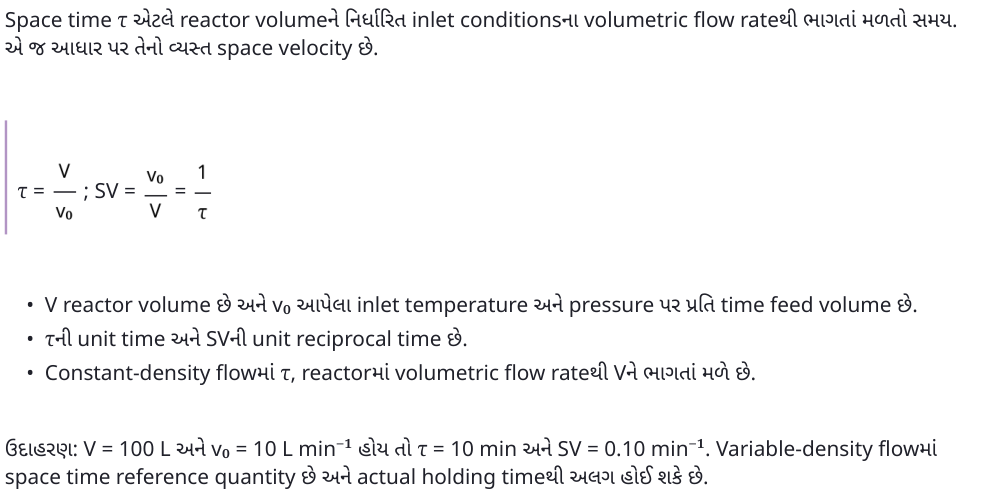 Space time τ એટલે reactor volumeને નિર્ધારિત inlet conditionsના volumetric flow rateથી ભાગતાં મળતો સમય.
એ જ આધાર પર તેનો વ્યસ્ત space velocity છે.
τ = V / v₀ ; SV = v₀ / V = 1 / τ
• V reactor volume છે અને v₀ આપેલા inlet temperature અને pressure પર પ્રતિ time feed volume છે.
• τની unit time અને SVની unit reciprocal time છે.
• Constant-density flowમાં τ, reactorમાં volumetric flow rateથી Vને ભાગતાં મળે છે.
ઉદાહરણ: V = 100 L અને v₀ = 10 L min⁻¹ હોય તો τ = 10 min અને SV = 0.10 min⁻¹. Variable-density flowમાં
space time reference quantity છે અને actual holding timeથી અલગ હોઈ શકે છે.